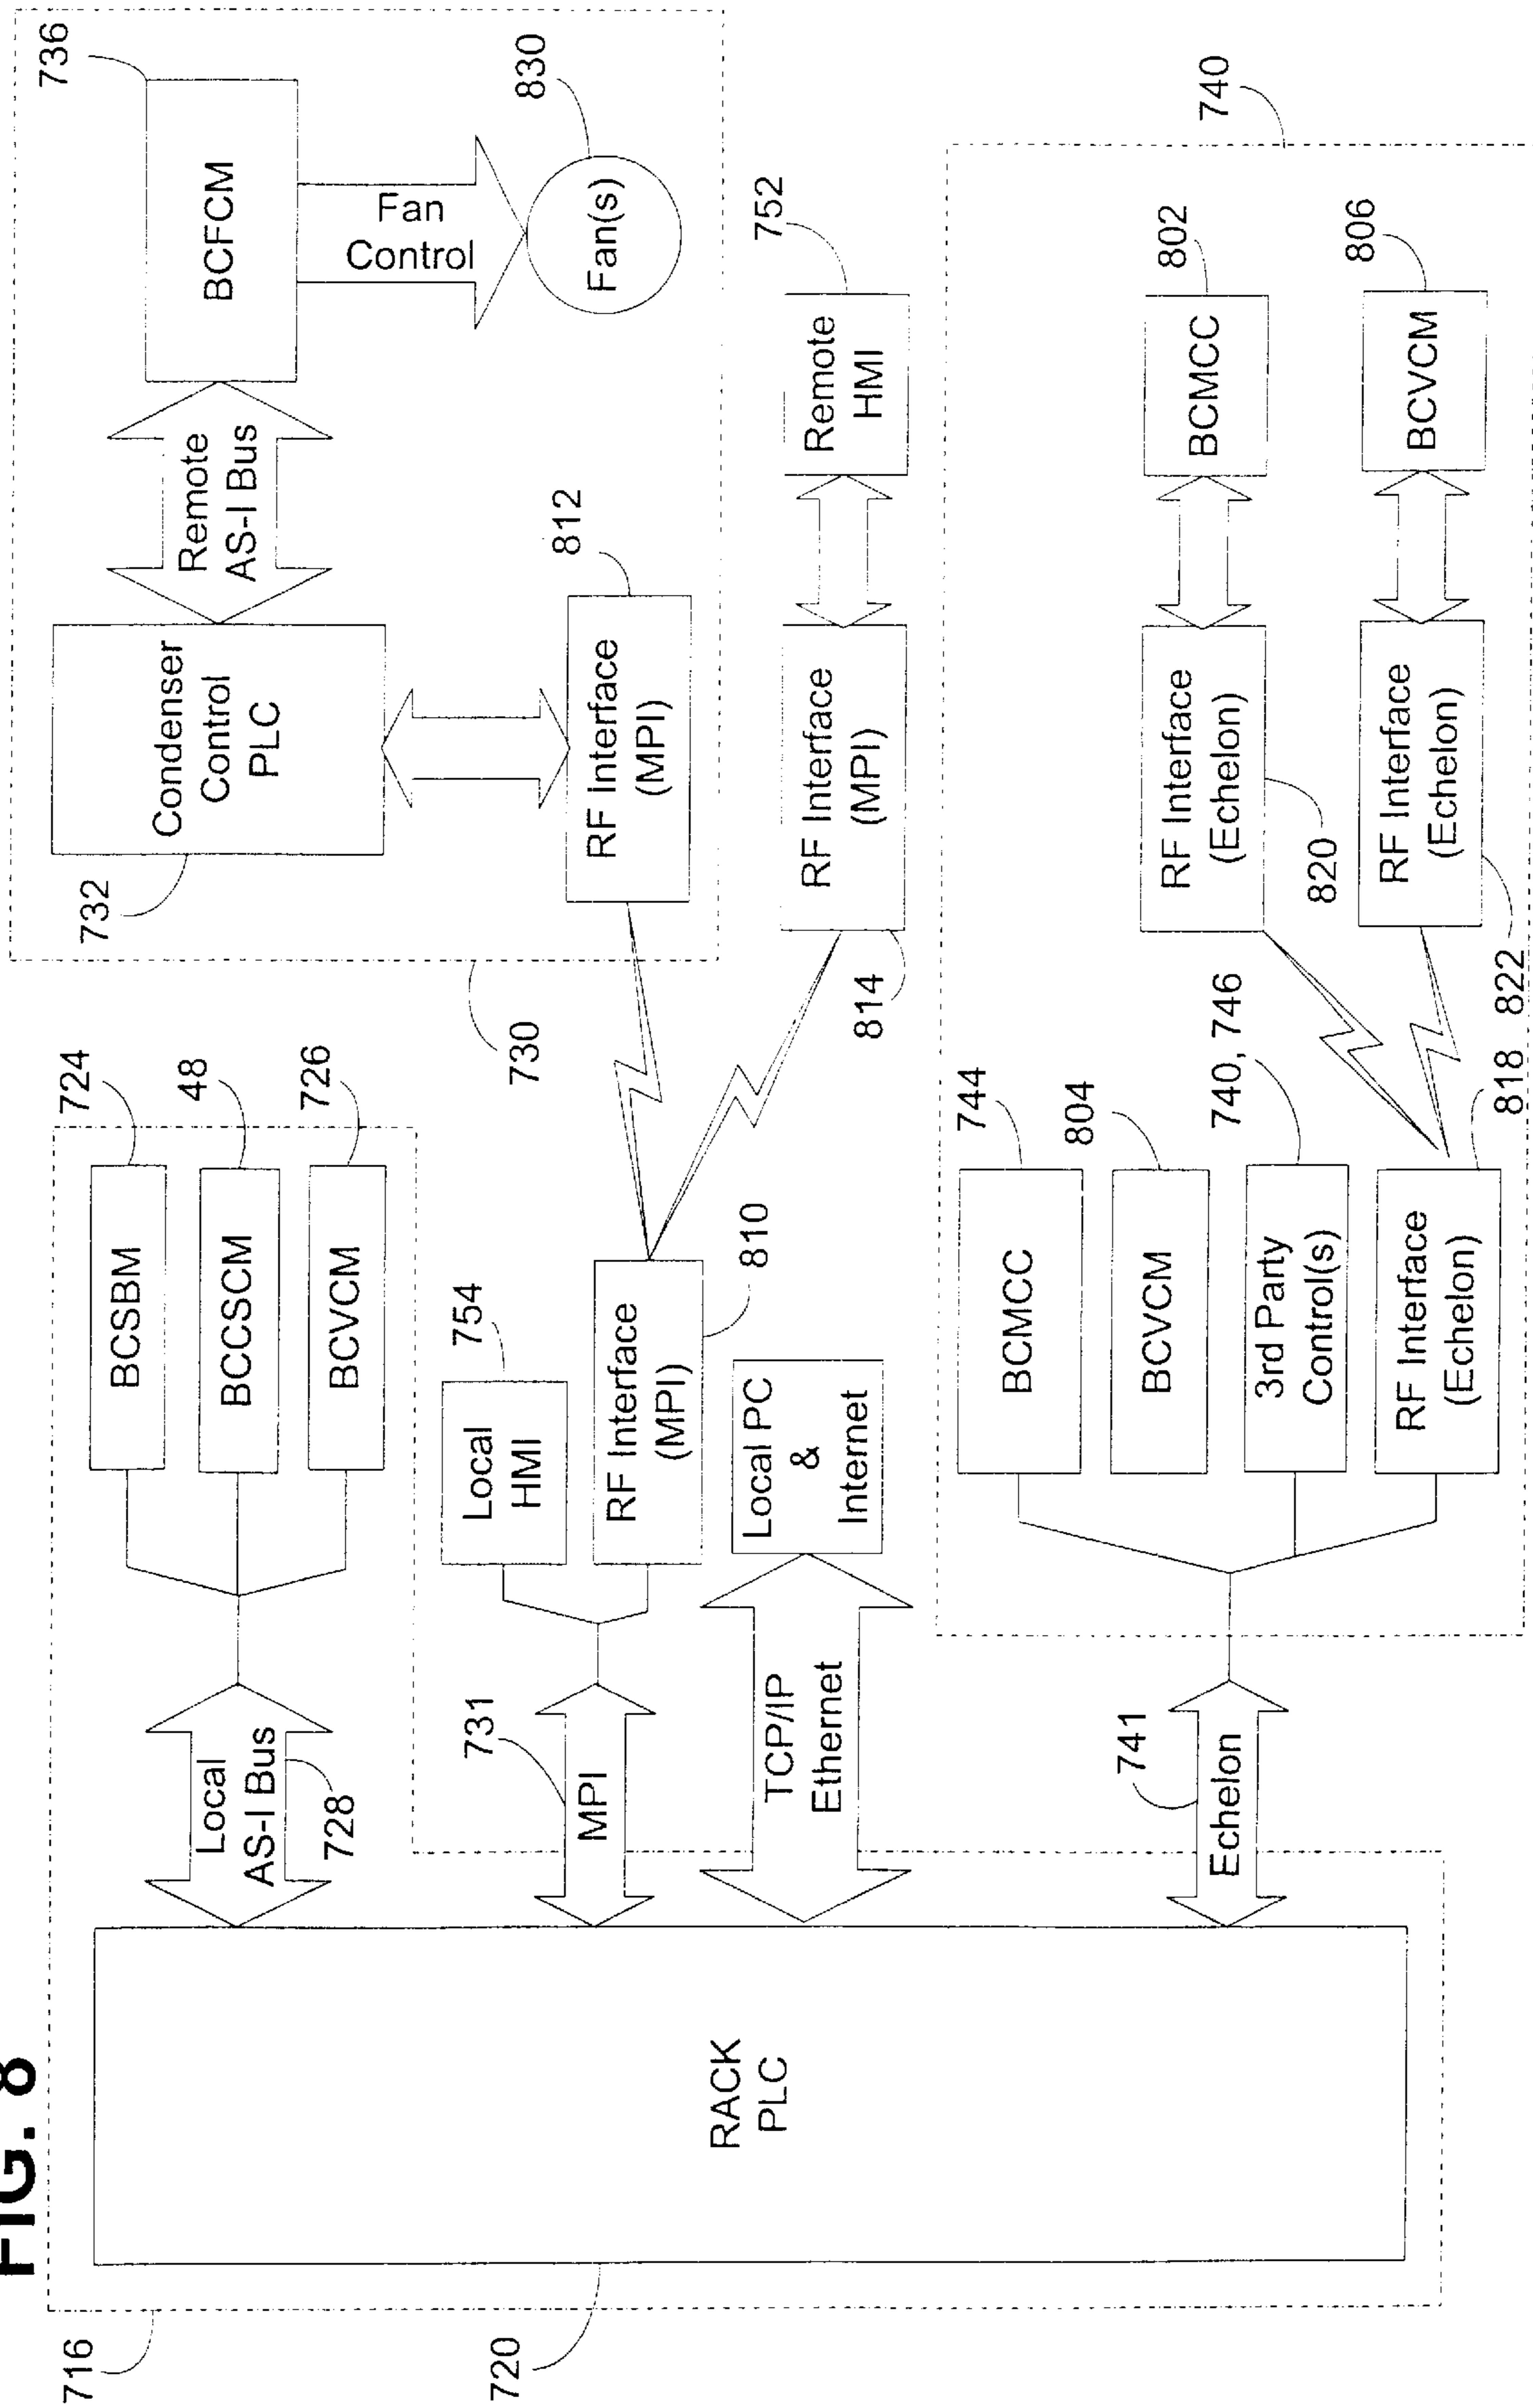 FIG. 8
716
720
RACK
PLC
Local
AS-I Bus
728
BCSBM
724
BCCSCM
48
BCVCM
726
731
MPI
Local
HMI
754
RF Interface
(MPI)
810
TCP/IP
Ethernet
Local PC
&
Internet
741
Echelon
730
732
Condenser
Control
PLC
Remote
AS-I Bus
BCFCM
736
Fan
Control
Fan(s)
830
RF Interface
(MPI)
812
RF Interface
(MPI)
814
Remote
HMI
752
740
BCMCC
744
BCVCM
804
3rd Party
Control(s)
740, 746
RF Interface
(Echelon)
818
RF Interface
(Echelon)
820
BCMCC
802
RF Interface
(Echelon)
822
BCVCM
806